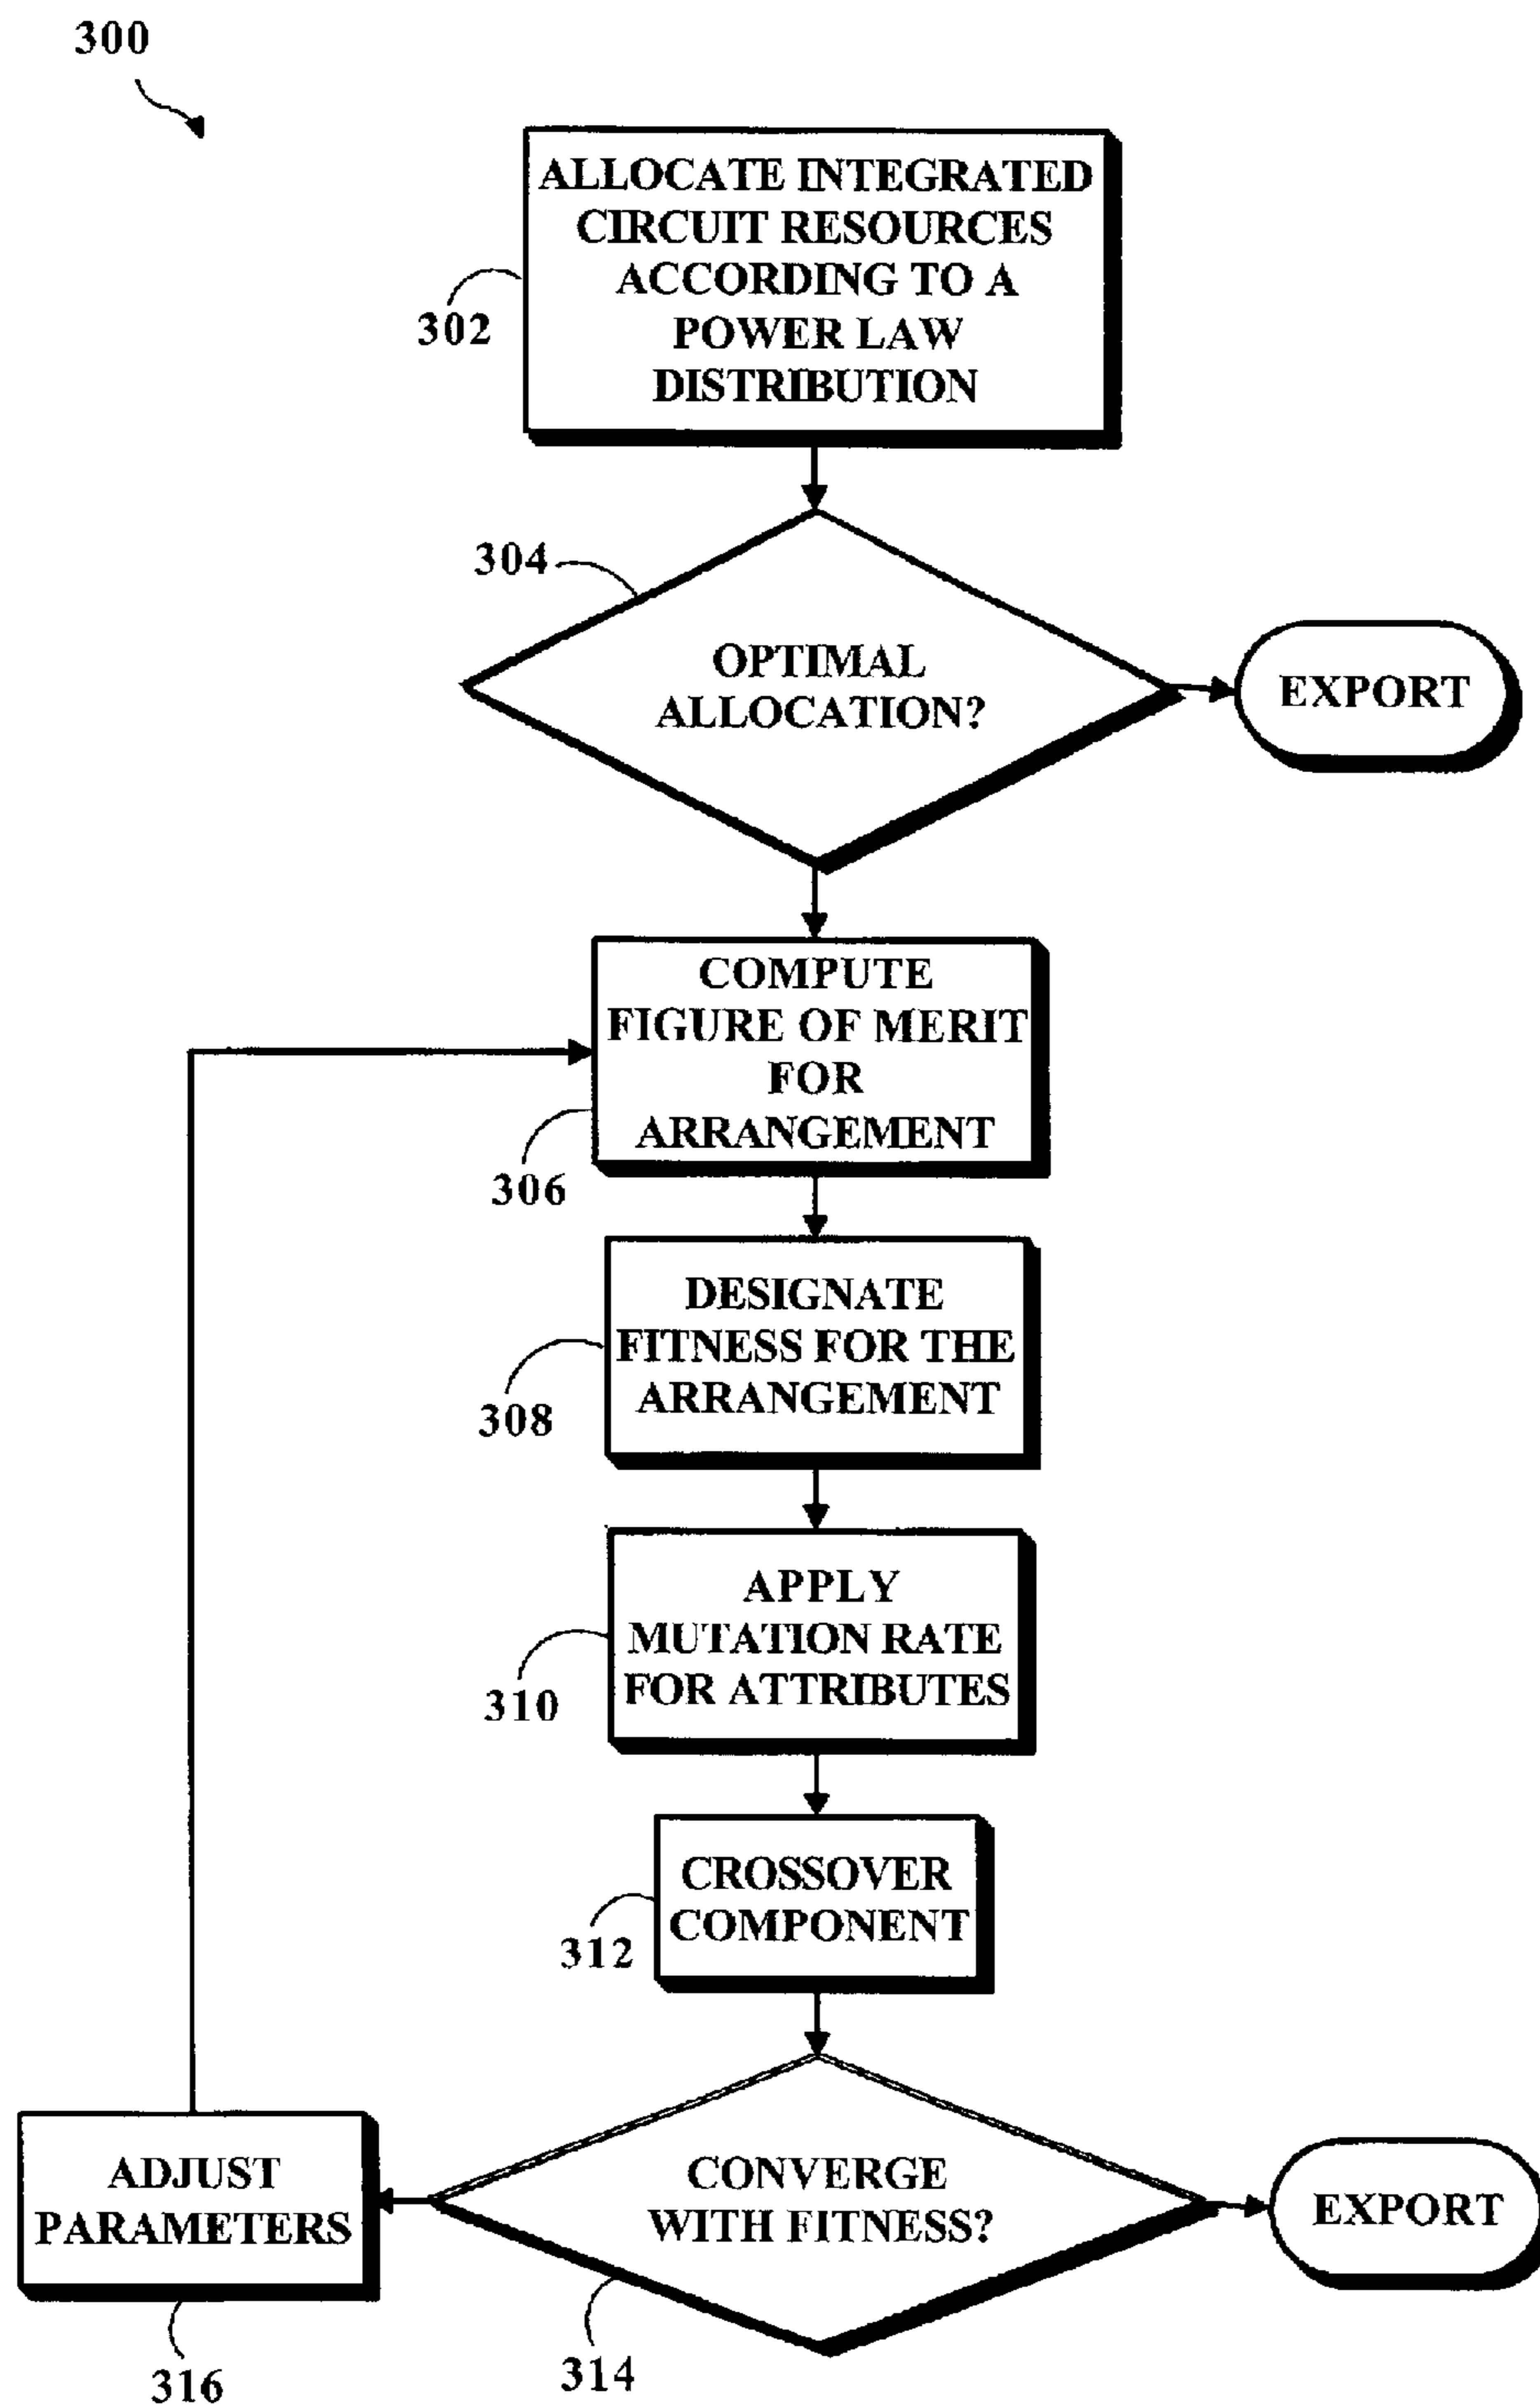 300
ALLOCATE INTEGRATED
CIRCUIT RESOURCES
ACCORDING TO A
POWER LAW
DISTRIBUTION
302
304
OPTIMAL
ALLOCATION?
EXPORT
COMPUTE
FIGURE OF MERIT
FOR
ARRANGEMENT
306
DESIGNATE
FITNESS FOR THE
ARRANGEMENT
308
APPLY
MUTATION RATE
FOR ATTRIBUTES
310
CROSSOVER
COMPONENT
312
ADJUST
PARAMETERS
CONVERGE
WITH FITNESS?
EXPORT
314
316